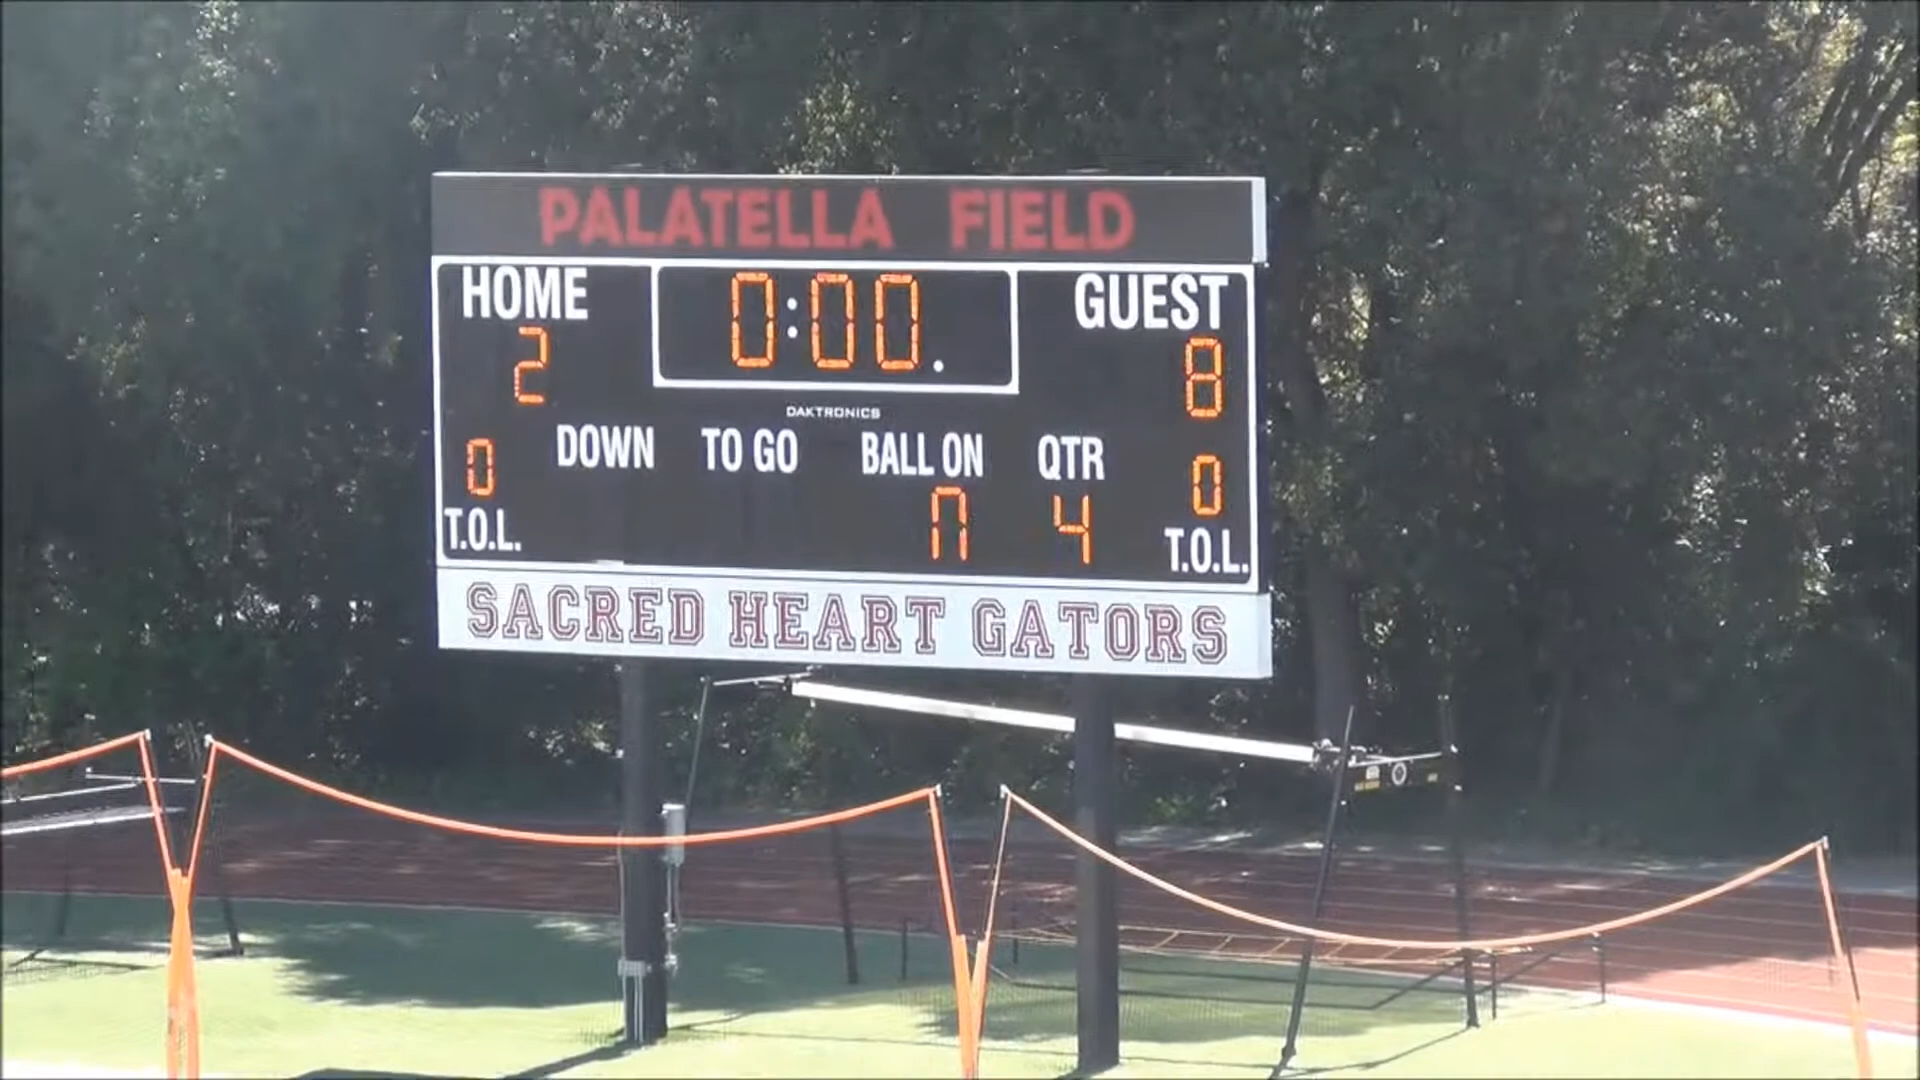 PALATELLA FIELD
HOME 0:00. GUEST
2 8
DAKTRONICS
DOWN TO GO BALL ON QTR
0 4 0
T.O.L. T.O.L.
SACRED HEART GATORS